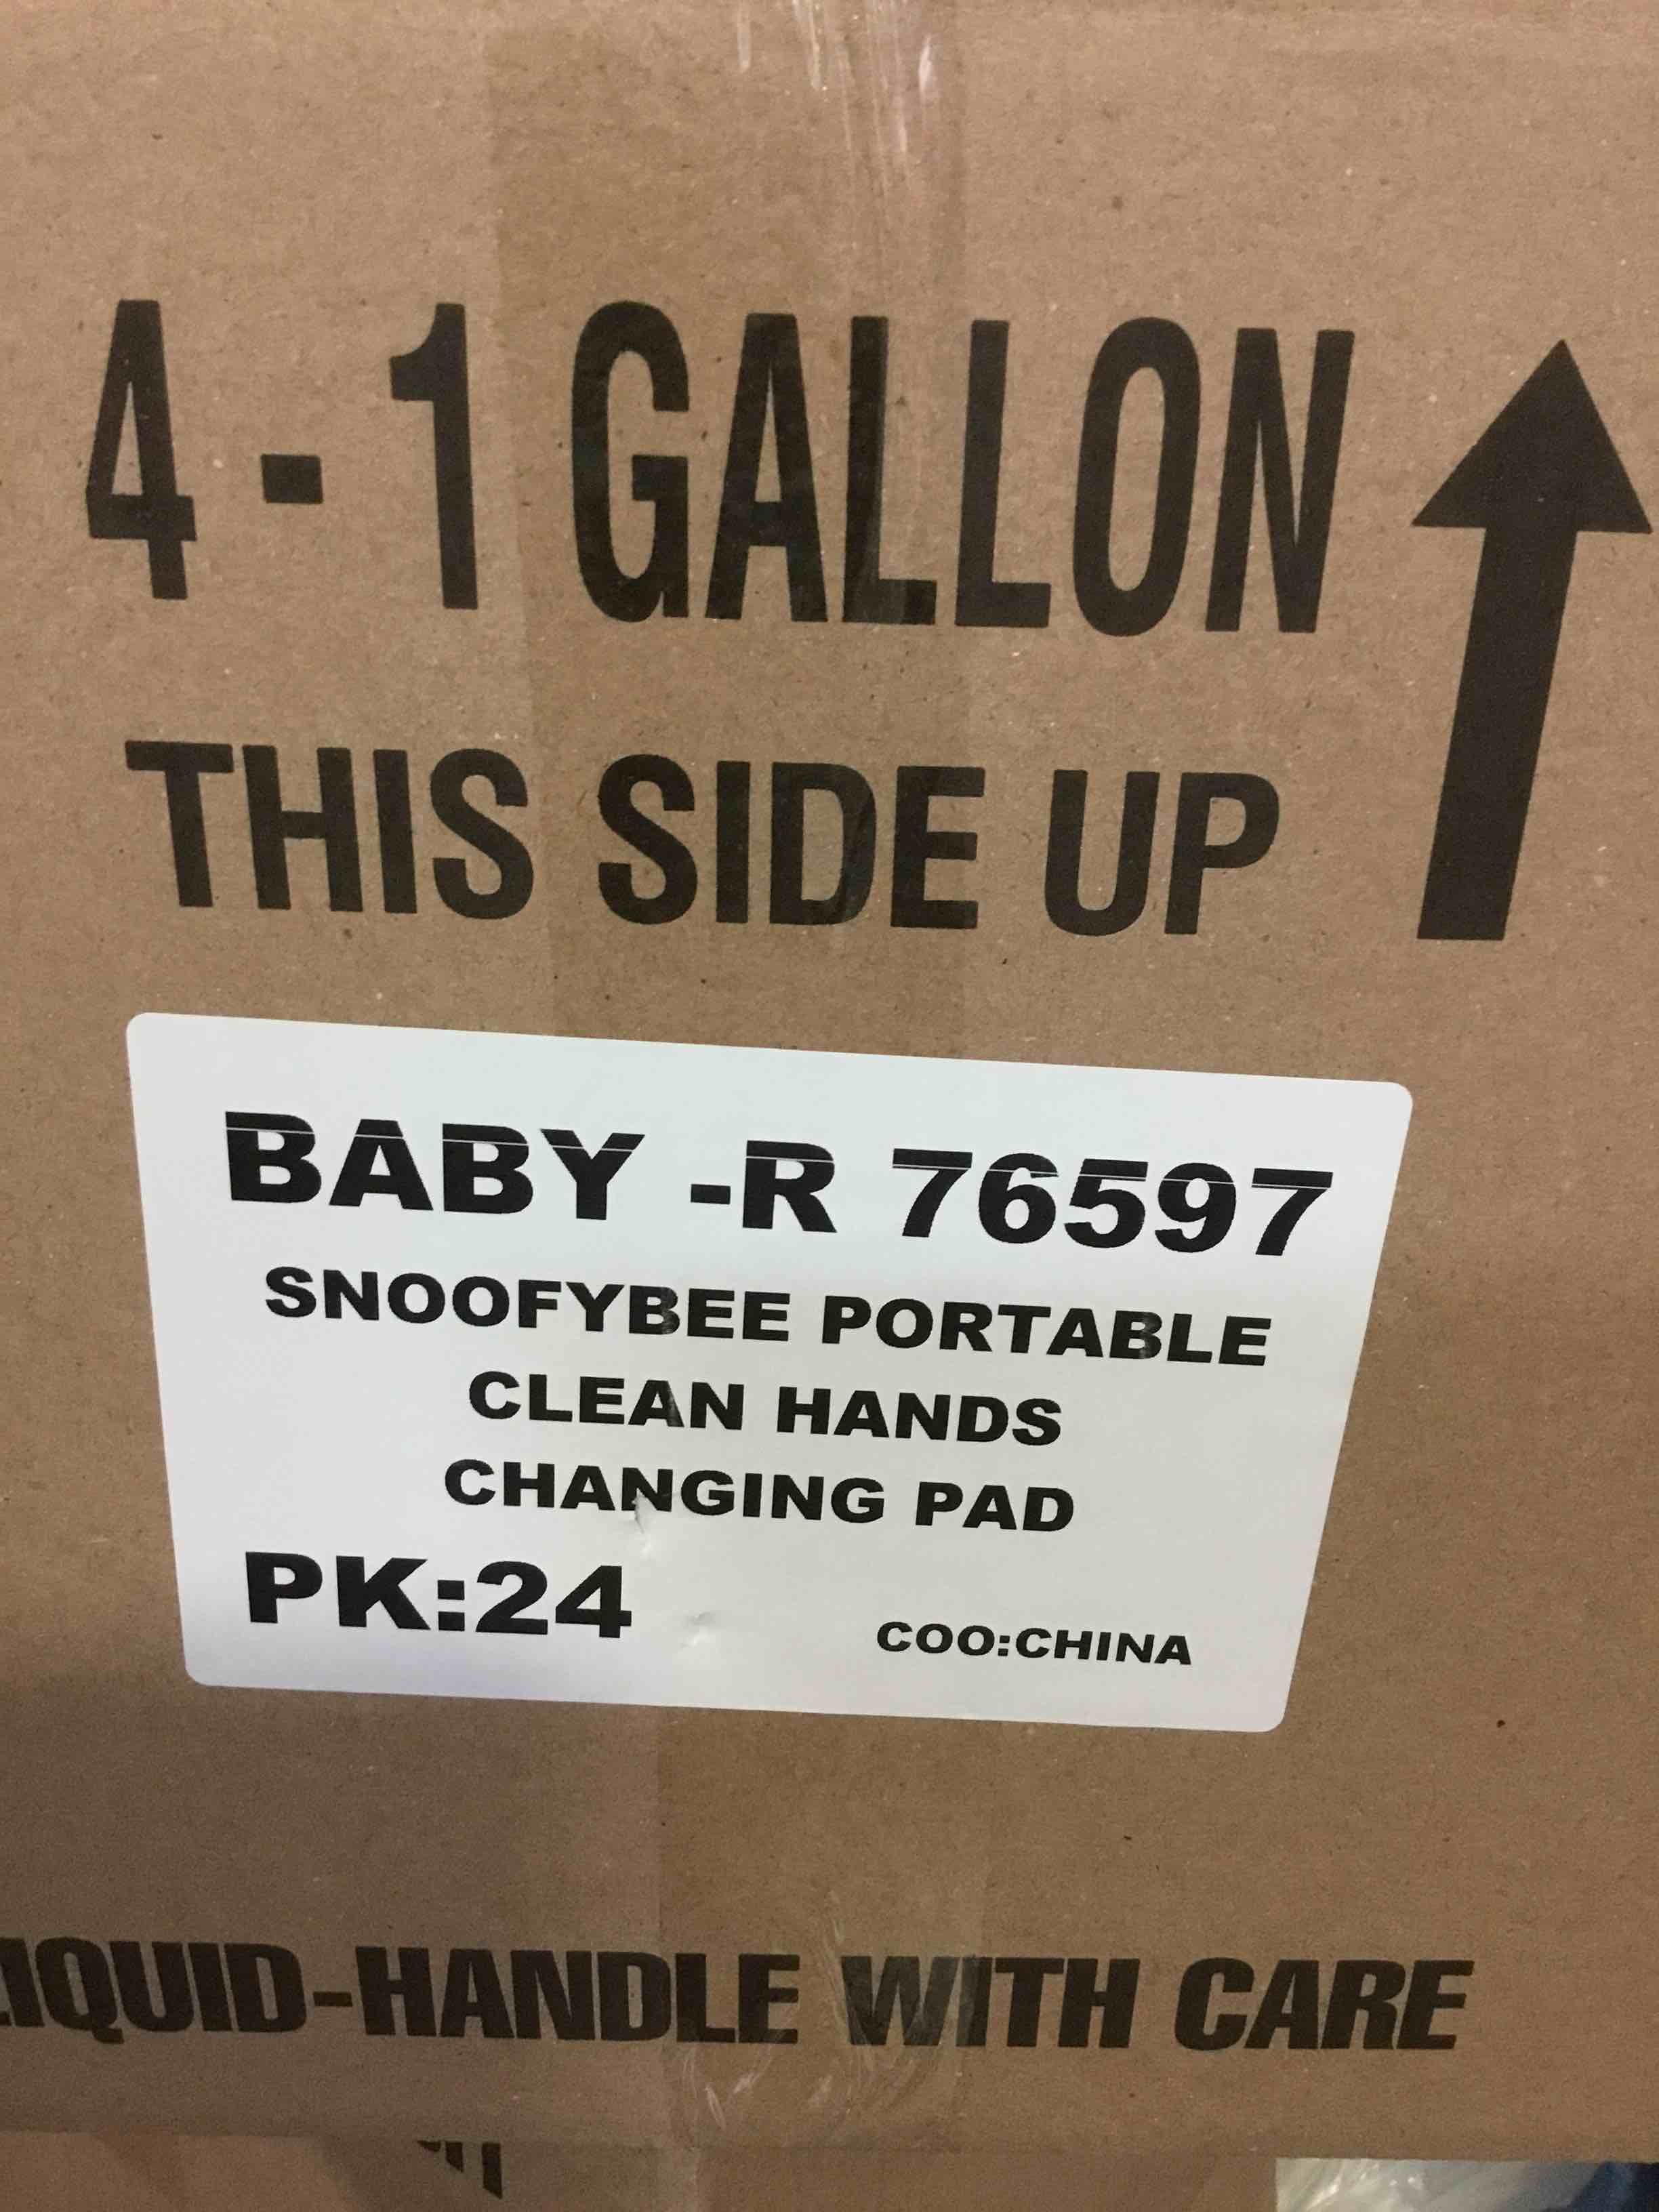 4 - 1 GALLON
THIS SIDE UP
BABY -R 76597
SNOOFYBEE PORTABLE
CLEAN HANDS
CHANGING PAD
PK:24
COO:CHINA
LIQUID-HANDLE WITH CARE